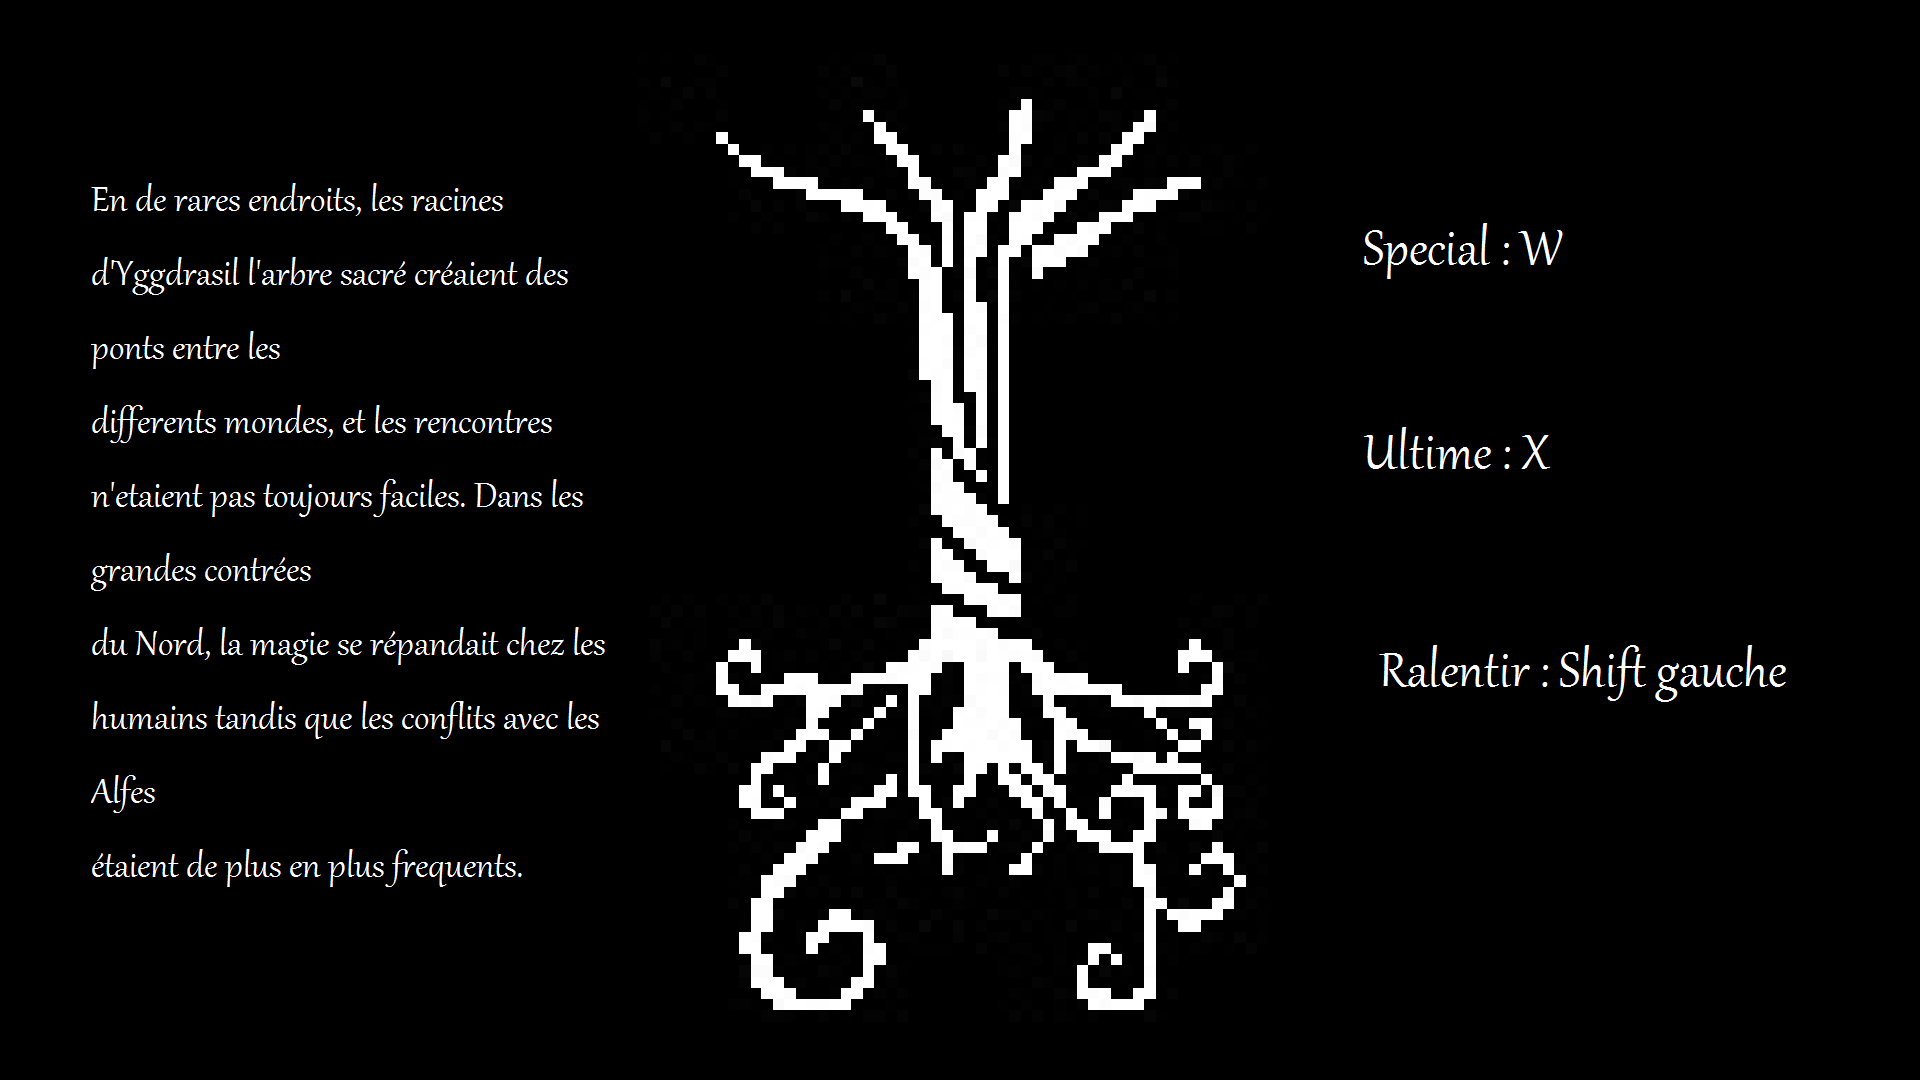 En de rares endroits, les racines
d'Yggdrasil l'arbre sacré créaient des
ponts entre les
differents mondes, et les rencontres
n'etaient pas toujours faciles. Dans les
grandes contrées
du Nord, la magie se répandait chez les
humains tandis que les conflits avec les
Alfes
étaient de plus en plus frequents.
Special : W
Ultime : X
Ralentir : Shift gauche